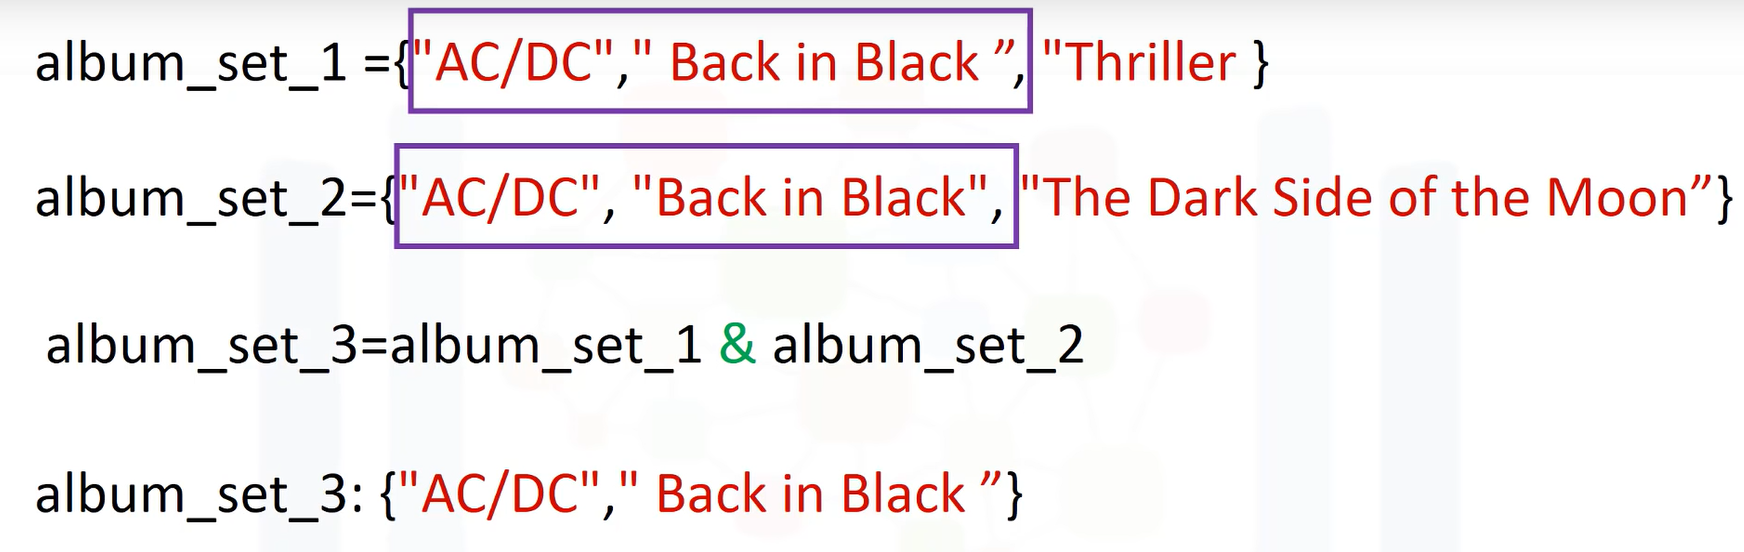 album_set_1 ={"AC/DC"," Back in Black ”, "Thriller }
album_set_2={"AC/DC", "Back in Black", "The Dark Side of the Moon”}
album_set_3=album_set_1 & album_set_2
album_set_3: {"AC/DC"," Back in Black ”}